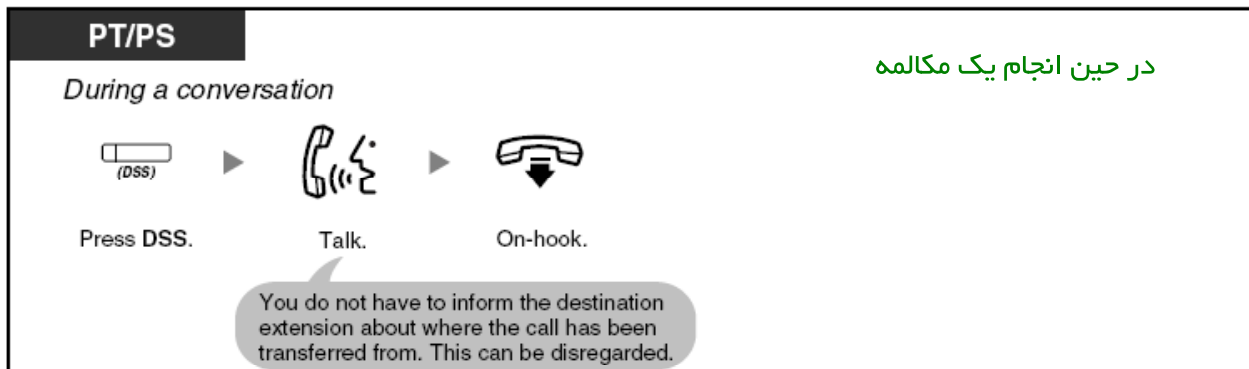 PT/PS
در حین انجام یک مکالمه
During a conversation
(DSS)
Press DSS.
Talk.
On-hook.
You do not have to inform the destination
extension about where the call has been
transferred from. This can be disregarded.